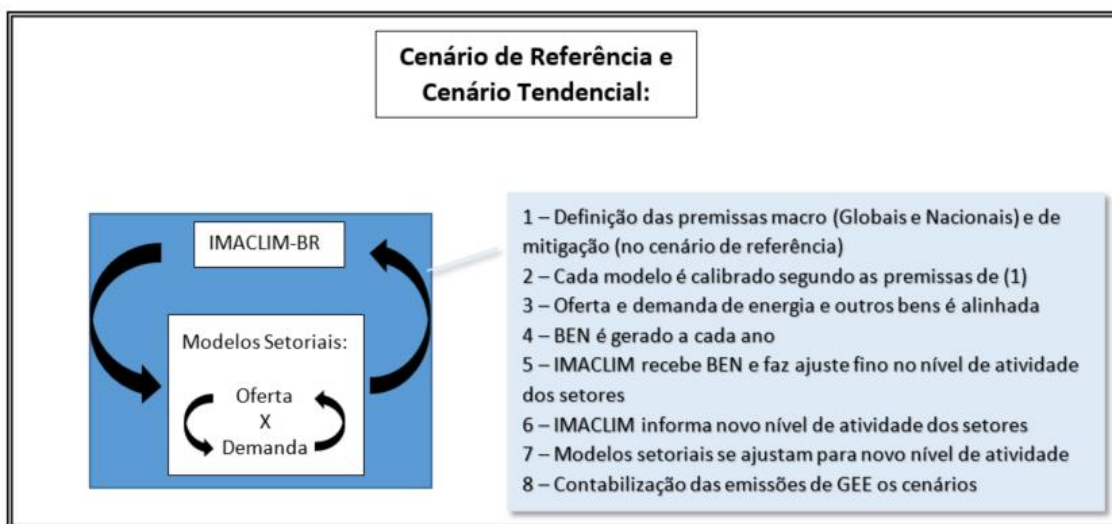 Cenário de Referência e
Cenário Tendencial:
IMACLIM-BR
Modelos Setoriais:
Oferta
X
Demanda
1 – Definição das premissas macro (Globais e Nacionais) e de
mitigação (no cenário de referência)
2 – Cada modelo é calibrado segundo as premissas de (1)
3 – Oferta e demanda de energia e outros bens é alinhada
4 – BEN é gerado a cada ano
5 – IMACLIM recebe BEN e faz ajuste fino no nível de atividade
dos setores
6 – IMACLIM informa novo nível de atividade dos setores
7 – Modelos setoriais se ajustam para novo nível de atividade
8 – Contabilização das emissões de GEE os cenários